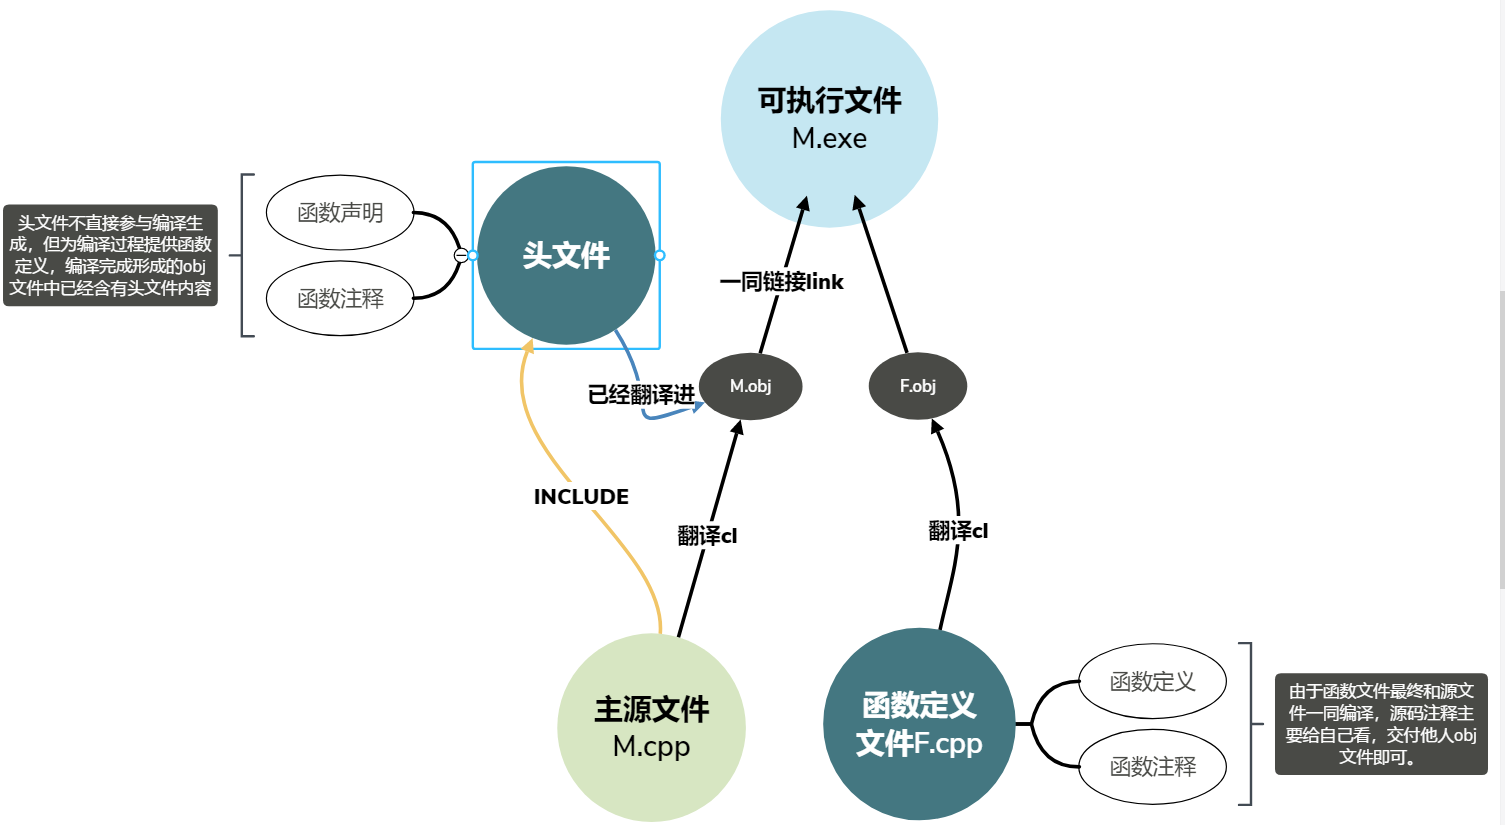 可执行文件
M.exe
函数声明
头文件不直接参与编译生
成，但为编译过程提供函数
定义，编译完成形成的obj
文件中已经含有头文件内容
头文件
函数注释
一同链接link
已经翻译进
M.obj
F.obj
INCLUDE
翻译cl
翻译cl
主源文件
M.cpp
函数定义
文件F.cpp
函数定义
函数注释
由于函数文件最终和源文
件一同编译，源码注释主
要给自己看，交付他人obj
文件即可。